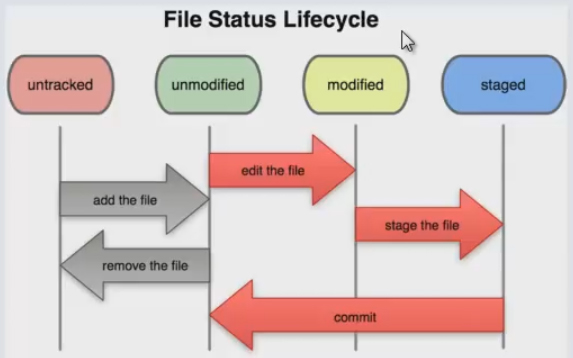 File Status Lifecycle
untracked
unmodified
modified
staged
edit the file
add the file
stage the file
remove the file
commit